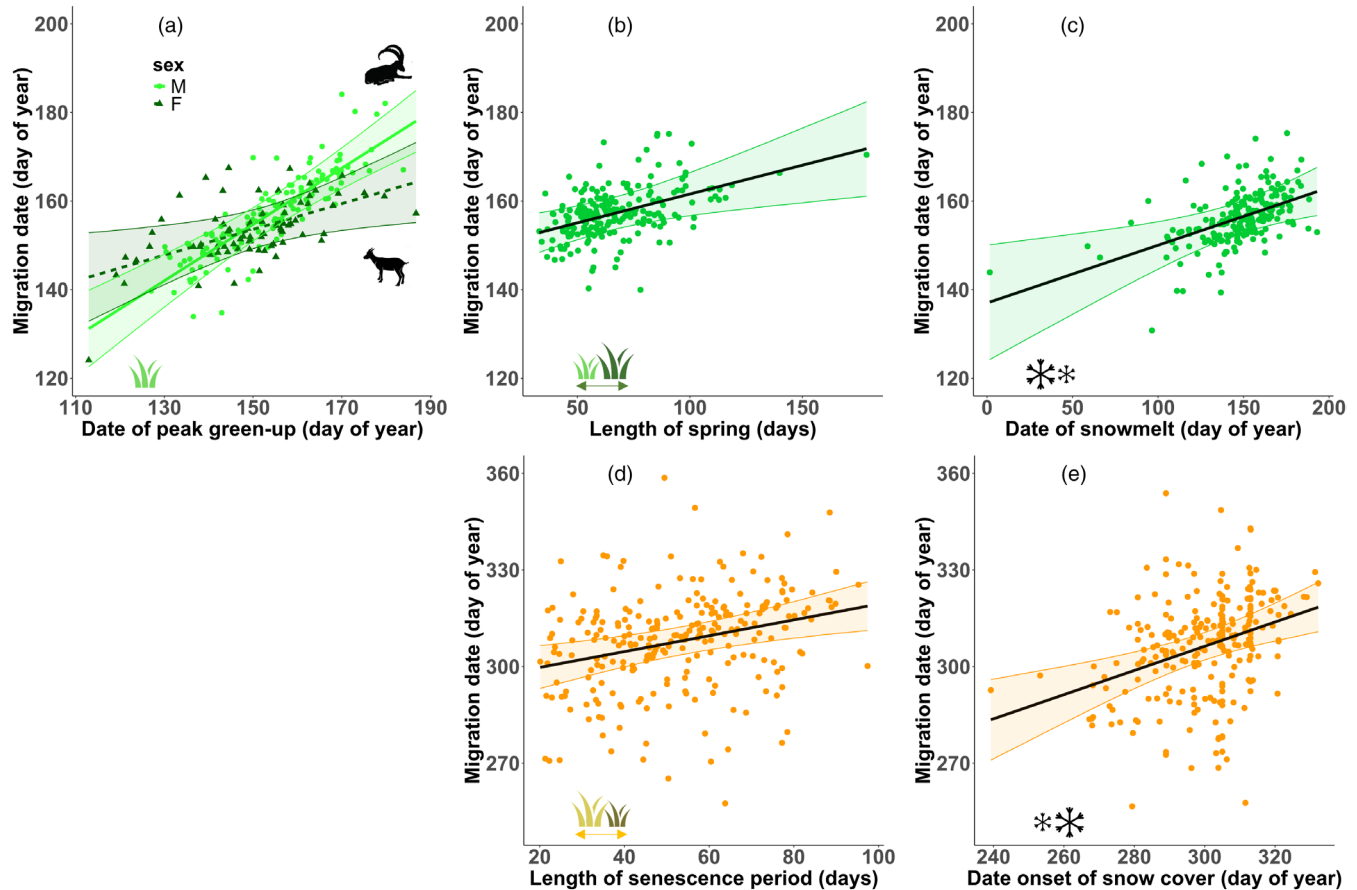 (a)
200
180
160
140
120
Migration date (day of year)
sex
M
F
110 130 150 170 190
Date of peak green-up (day of year)
(b)
200
180
160
140
120
Migration date (day of year)
50 100 150
Length of spring (days)
(c)
200
180
160
140
120
Migration date (day of year)
0 50 100 150 200
Date of snowmelt (day of year)
(d)
360
330
300
270
Migration date (day of year)
20 40 60 80 100
Length of senescence period (days)
(e)
360
330
300
270
Migration date (day of year)
240 260 280 300 320
Date onset of snow cover (day of year)